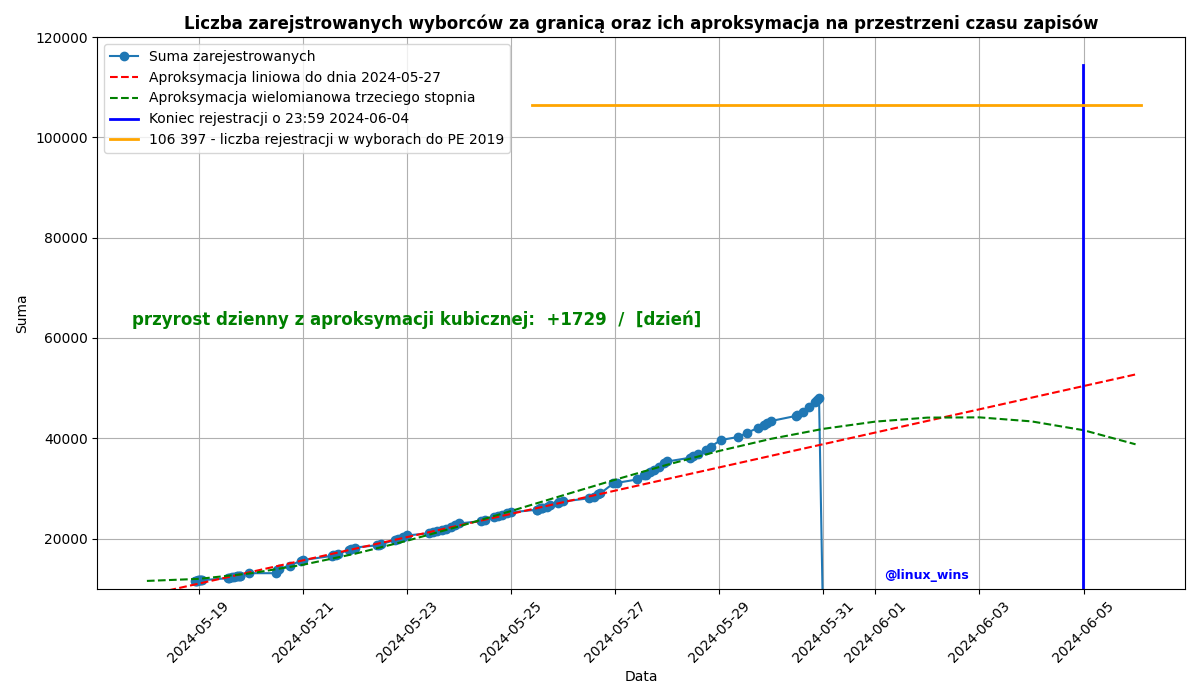 Liczba zarejstrowanych wyborców za granicą oraz ich aproksymacja na przestrzeni czasu zapisów
120000
100000
80000
60000
40000
20000
Suma
Suma zarejestrowanych
Aproksymacja liniowa do dnia 2024-05-27
Aproksymacja wielomianowa trzeciego stopnia
Koniec rejestracji o 23:59 2024-06-04
106 397 - liczba rejestracji w wyborach do PE 2019
przyrost dzienny z aproksymacji kubicznej: +1729 / [dzień]
@linux_wins
2024-05-19
2024-05-21
2024-05-23
2024-05-25
2024-05-27
2024-05-29
2024-05-31
2024-06-01
2024-06-03
2024-06-05
Data